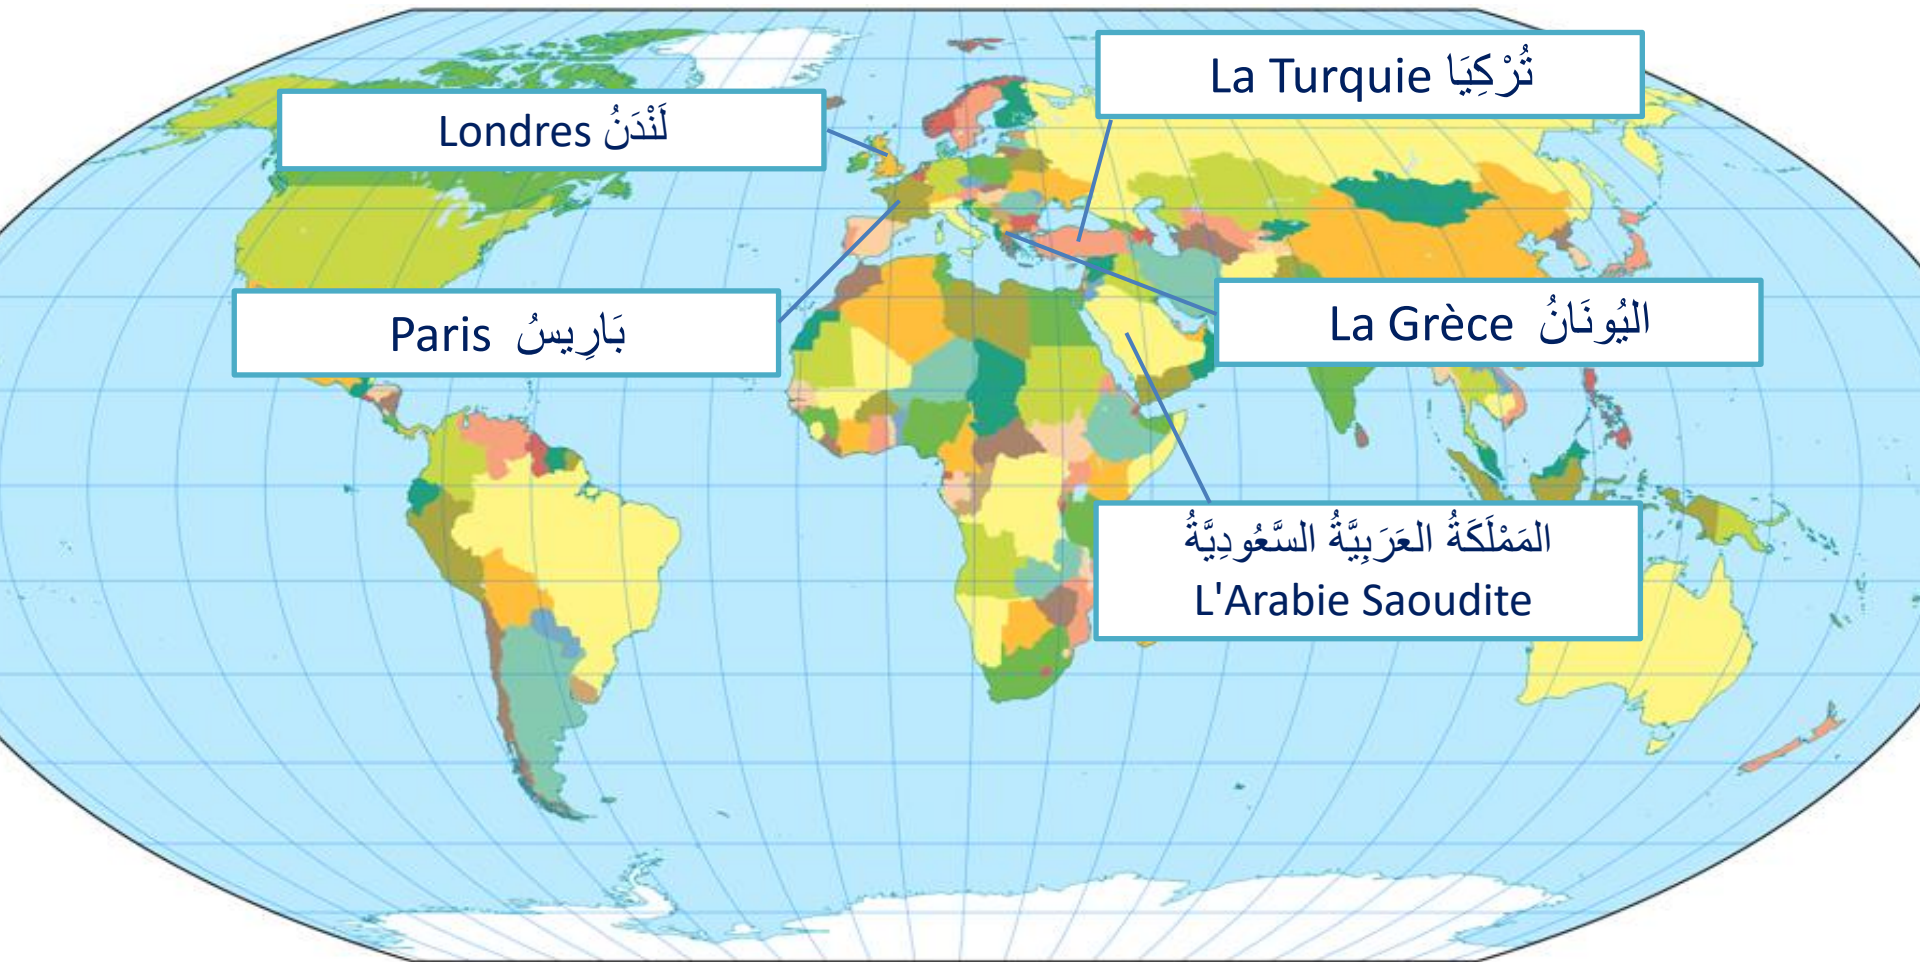 La Turquie تُرْكِيَا
Londres لَنْدَنُ
Paris بَارِيسُ
La Grèce اليُونَانُ
المَمْلَكَةُ العَرَبِيَّةُ السَّعُودِيَّةُ
L'Arabie Saoudite